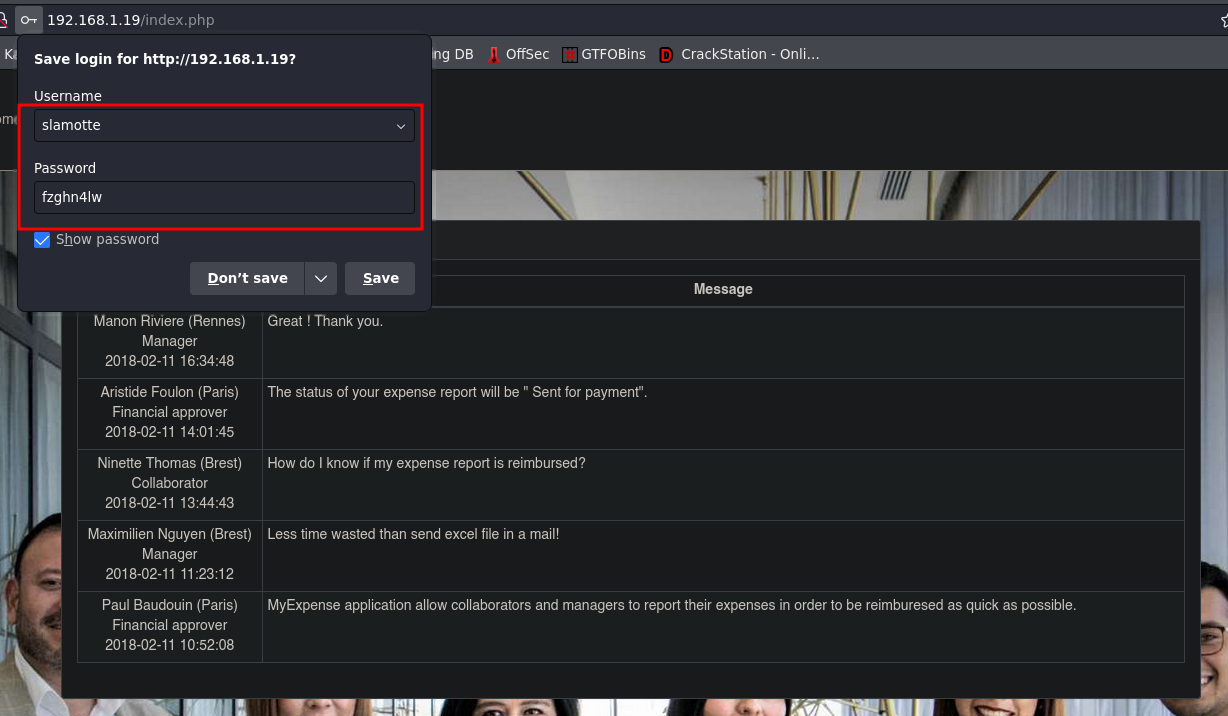 192.168.1.19/index.php
ng DB OffSec GTFOBins CrackStation - Onli...
Save login for http://192.168.1.19?
Username
slamotte
Password
fzghn4lw
Show password
Don't save
Save
Message
Manon Riviere (Rennes)
Manager
2018-02-11 16:34:48
Great ! Thank you.
Aristide Foulon (Paris)
Financial approver
2018-02-11 14:01:45
The status of your expense report will be " Sent for payment".
Ninette Thomas (Brest)
Collaborator
2018-02-11 13:44:43
How do I know if my expense report is reimbursed?
Maximilien Nguyen (Brest)
Manager
2018-02-11 11:23:12
Less time wasted than send excel file in a mail!
Paul Baudouin (Paris)
Financial approver
2018-02-11 10:52:08
MyExpense application allow collaborators and managers to report their expenses in order to be reimburesed as quick as possible.